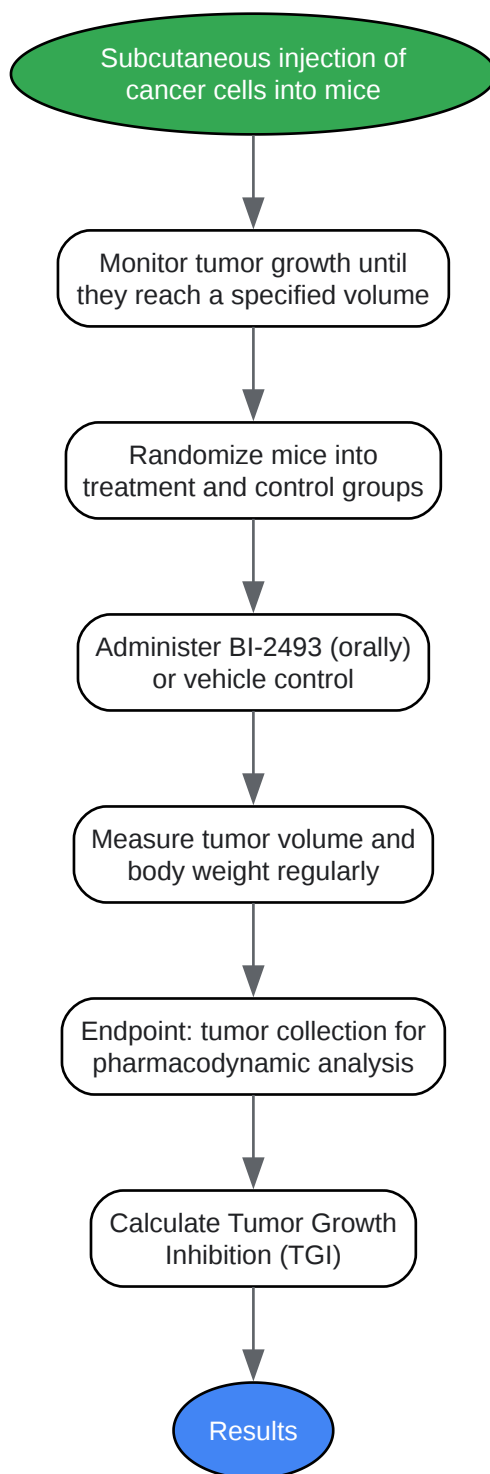 Subcutaneous injection of
cancer cells into mice
Monitor tumor growth until
they reach a specified volume
Randomize mice into
treatment and control groups
Administer BI-2493 (orally)
or vehicle control
Measure tumor volume and
body weight regularly
Endpoint: tumor collection for
pharmacodynamic analysis
Calculate Tumor Growth
Inhibition (TGI)
Results